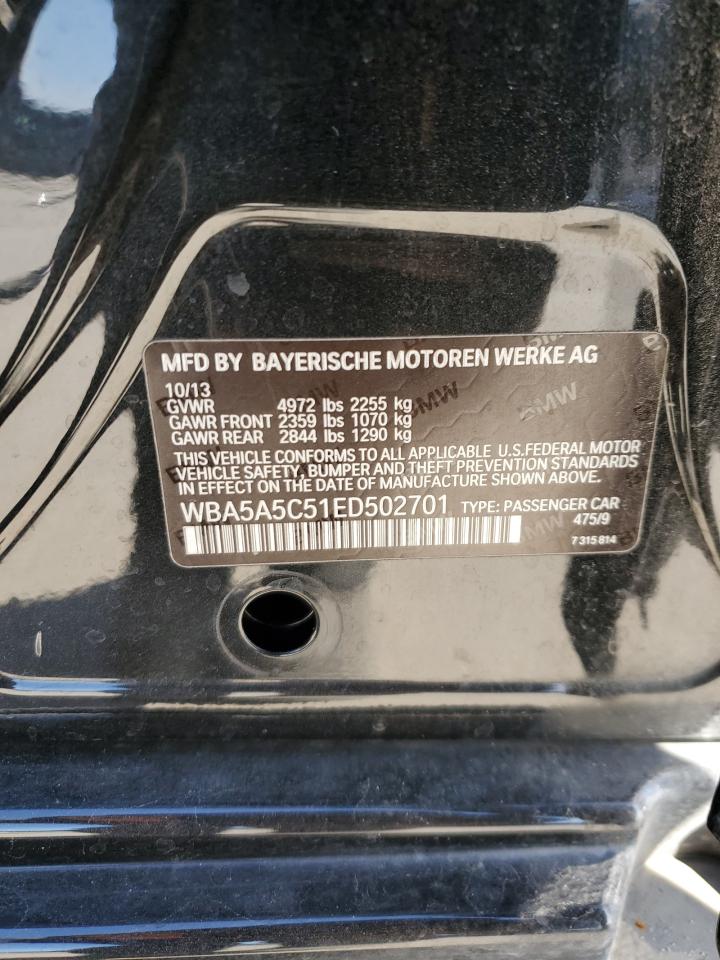 MFD BY BAYERISCHE MOTOREN WERKE AG
10/13
GVWR 4972 lbs 2255 kg
GAWR FRONT 2359 lbs 1070 kg
GAWR REAR 2844 lbs 1290 kg
THIS VEHICLE CONFORMS TO ALL APPLICABLE U.S.FEDERAL MOTOR
VEHICLE SAFETY, BUMPER AND THEFT PREVENTION STANDARDS
IN EFFECT ON THE DATE OF MANUFACTURE SHOWN ABOVE.
WBA5A5C51ED502701 TYPE: PASSENGER CAR
475/9
7 315 814